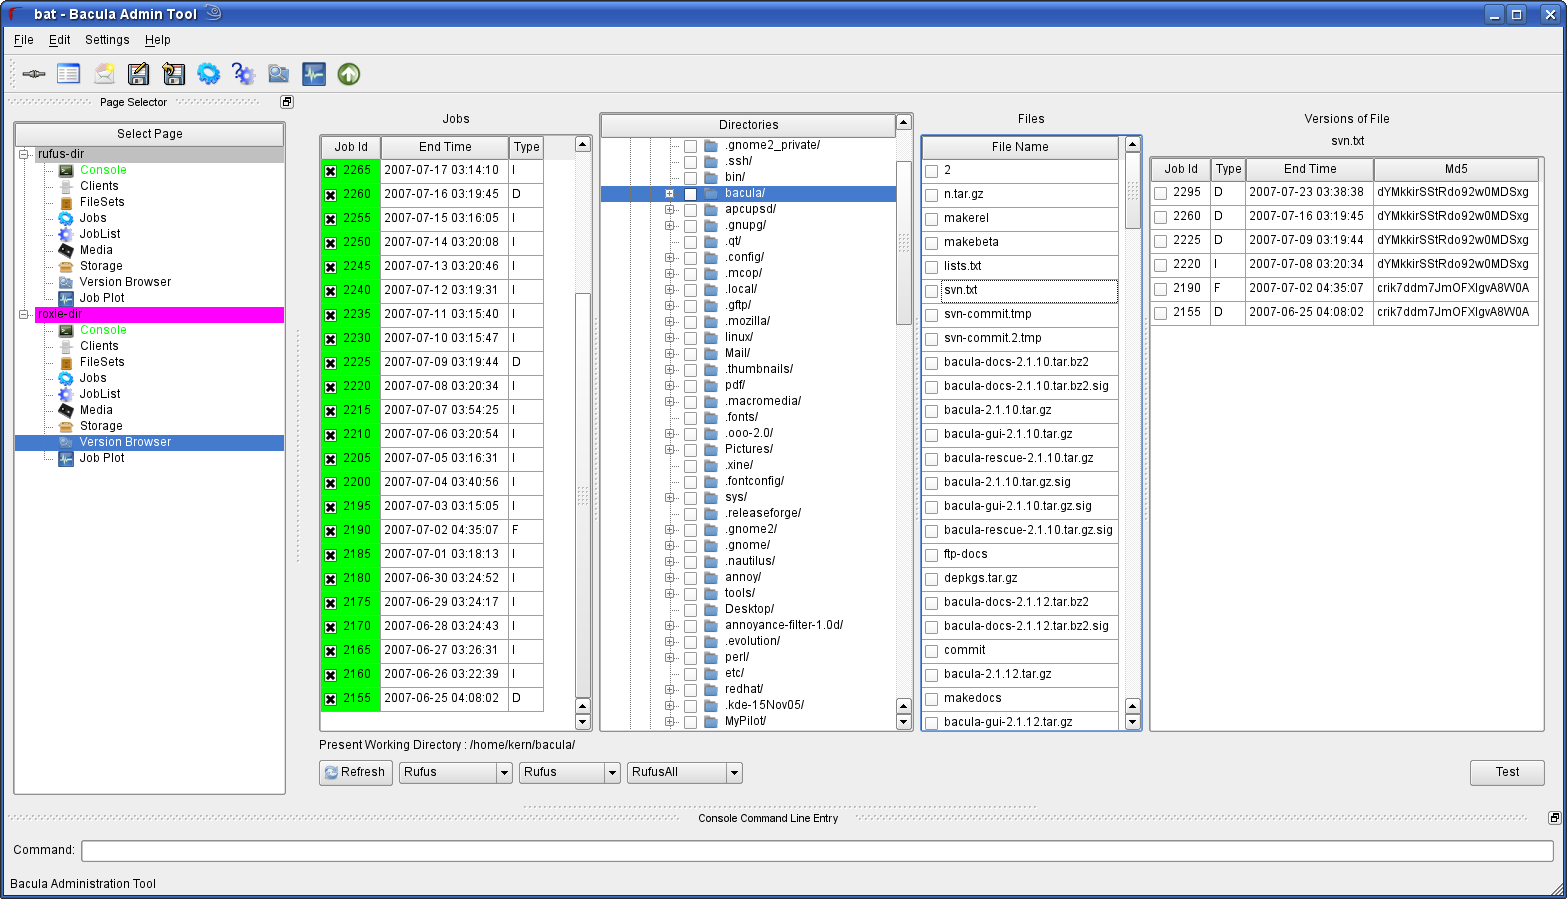 bat - Bacula Admin Tool
File Edit Settings Help
Page Selector
Select Page
rufus-dir
Console
Clients
FileSets
Jobs
JobList
Media
Storage
Version Browser
Job Plot
roxie-dir
Console
Clients
FileSets
Jobs
JobList
Media
Storage
Version Browser
Job Plot
Jobs
Job Id End Time Type
2265 2007-07-17 03:14:10 I
2260 2007-07-16 03:19:45 D
2255 2007-07-15 03:16:05 I
2250 2007-07-14 03:20:08 I
2245 2007-07-13 03:20:46 I
2240 2007-07-12 03:19:31 I
2235 2007-07-11 03:15:40 I
2230 2007-07-10 03:15:47 I
2225 2007-07-09 03:19:44 D
2220 2007-07-08 03:20:34 I
2215 2007-07-07 03:54:25 I
2210 2007-07-06 03:20:54 I
2205 2007-07-05 03:16:31 I
2200 2007-07-04 03:40:56 I
2195 2007-07-03 03:15:05 I
2190 2007-07-02 04:35:07 F
2185 2007-07-01 03:18:13 I
2180 2007-06-30 03:24:52 I
2175 2007-06-29 03:24:17 I
2170 2007-06-28 03:24:43 I
2165 2007-06-27 03:26:31 I
2160 2007-06-26 03:22:39 I
2155 2007-06-25 04:08:02 D
Directories
.gnome2_private/
.ssh/
bin/
bacula/
apcupsd/
.gnupg/
.qt/
.config/
.mcop/
.local/
.gftp/
.mozilla/
linux/
Mail/
.thumbnails/
pdf/
.macromedia/
.fonts/
.ooo-2.0/
Pictures/
.xine/
.fontconfig/
sys/
.releaseforge/
.gnome2/
.gnome/
.nautilus/
annoy/
tools/
Desktop/
annoyance-filter-1.0d/
.evolution/
perl/
etc/
redhat/
.kde-15Nov05/
MyPilot/
Files
File Name
2
n.tar.gz
makerel
makebeta
lists.txt
svn.txt
svn-commit.tmp
svn-commit.2.tmp
bacula-docs-2.1.10.tar.bz2
bacula-docs-2.1.10.tar.bz2.sig
bacula-2.1.10.tar.gz
bacula-gui-2.1.10.tar.gz
bacula-rescue-2.1.10.tar.gz
bacula-2.1.10.tar.gz.sig
bacula-gui-2.1.10.tar.gz.sig
bacula-rescue-2.1.10.tar.gz.sig
ftp-docs
depkgs.tar.gz
bacula-docs-2.1.12.tar.bz2
bacula-docs-2.1.12.tar.bz2.sig
commit
bacula-2.1.12.tar.gz
makedocs
bacula-gui-2.1.12.tar.gz
Versions of File
svn.txt
Job Id Type End Time Md5
2295 D 2007-07-23 03:38:38 dYMkkirSStRdo92w0MDSxg
2260 D 2007-07-16 03:19:45 dYMkkirSStRdo92w0MDSxg
2225 D 2007-07-09 03:19:44 dYMkkirSStRdo92w0MDSxg
2220 I 2007-07-08 03:20:34 dYMkkirSStRdo92w0MDSxg
2190 F 2007-07-02 04:35:07 crik7ddm7JmOFXIgvA8W0A
2155 D 2007-06-25 04:08:02 crik7ddm7JmOFXIgvA8W0A
Present Working Directory : /home/kern/bacula/
Refresh Rufus Rufus RufusAll Test
Console Command Line Entry
Command:
Bacula Administration Tool